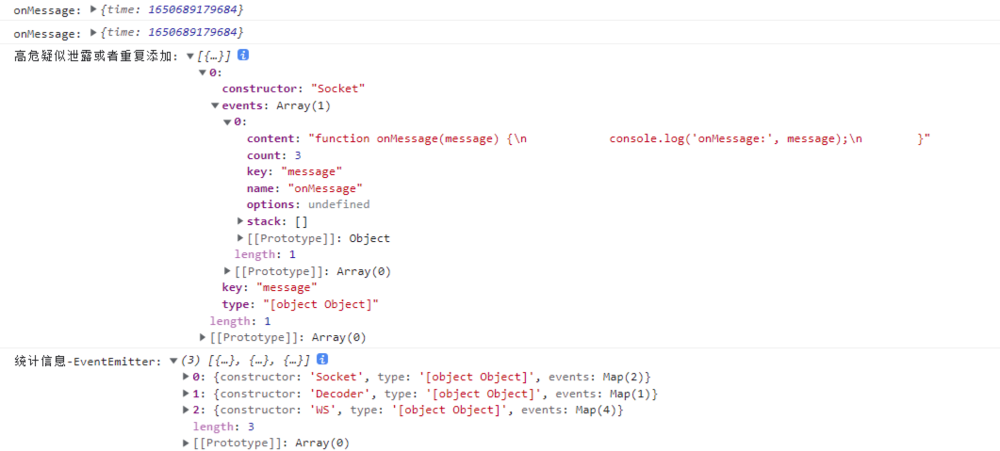 onMessage: ▶{time: 1650689179684}
onMessage: ▶{time: 1650689179684}
高危疑似泄露或者重复添加: ▼[{…}] i
▼0:
constructor: "Socket"
▼events: Array(1)
▼0:
content: "function onMessage(message) {\n            console.log('onMessage:', message);\n        }"
count: 3
key: "message"
name: "onMessage"
options: undefined
▶stack: []
▶[[Prototype]]: Object
length: 1
▶[[Prototype]]: Array(0)
key: "message"
type: "[object Object]"
length: 1
▶[[Prototype]]: Array(0)
统计信息-EventEmitter: ▼(3) [{…}, {…}, {…}] i
▶0: {constructor: 'Socket', type: '[object Object]', events: Map(2)}
▶1: {constructor: 'Decoder', type: '[object Object]', events: Map(1)}
▶2: {constructor: 'WS', type: '[object Object]', events: Map(4)}
length: 3
▶[[Prototype]]: Array(0)